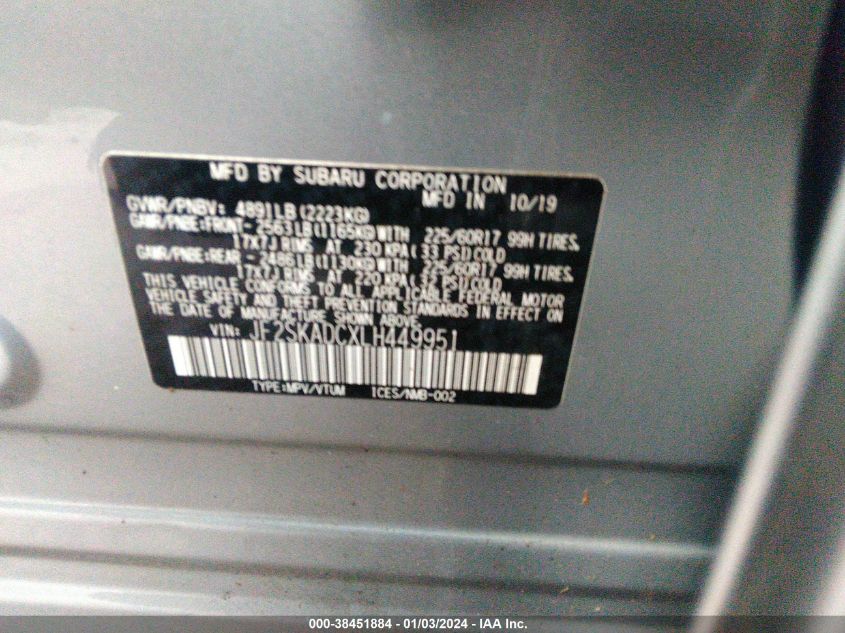 MFD BY SUBARU CORPORATION
GVWR/PNBV: 4891LB(2223KG) MFD IN 10/19
GAWR/PNBE:FRONT- 2563LB(1165KG)WITH 225/60R17 99H TIRES,
17X7J RIMS AT 230 KPA(33 PSI)COLD
GAWR/PNBE:REAR - 2486LB(1130KG)WITH 225/60R17 99H TIRES,
17X7J RIMS AT 220 KPA(32 PSI)COLD
THIS VEHICLE CONFORMS TO ALL APPLICABLE FEDERAL MOTOR
VEHICLE SAFETY AND THEFT PREVENTION STANDARDS IN EFFECT ON
THE DATE OF MANUFACTURE SHOWN ABOVE.
VIN: JF2SKADCXLH449951
TYPE:MPV/VTUM ICES/NMB-002
000-38451884 - 01/03/2024 - IAA Inc.